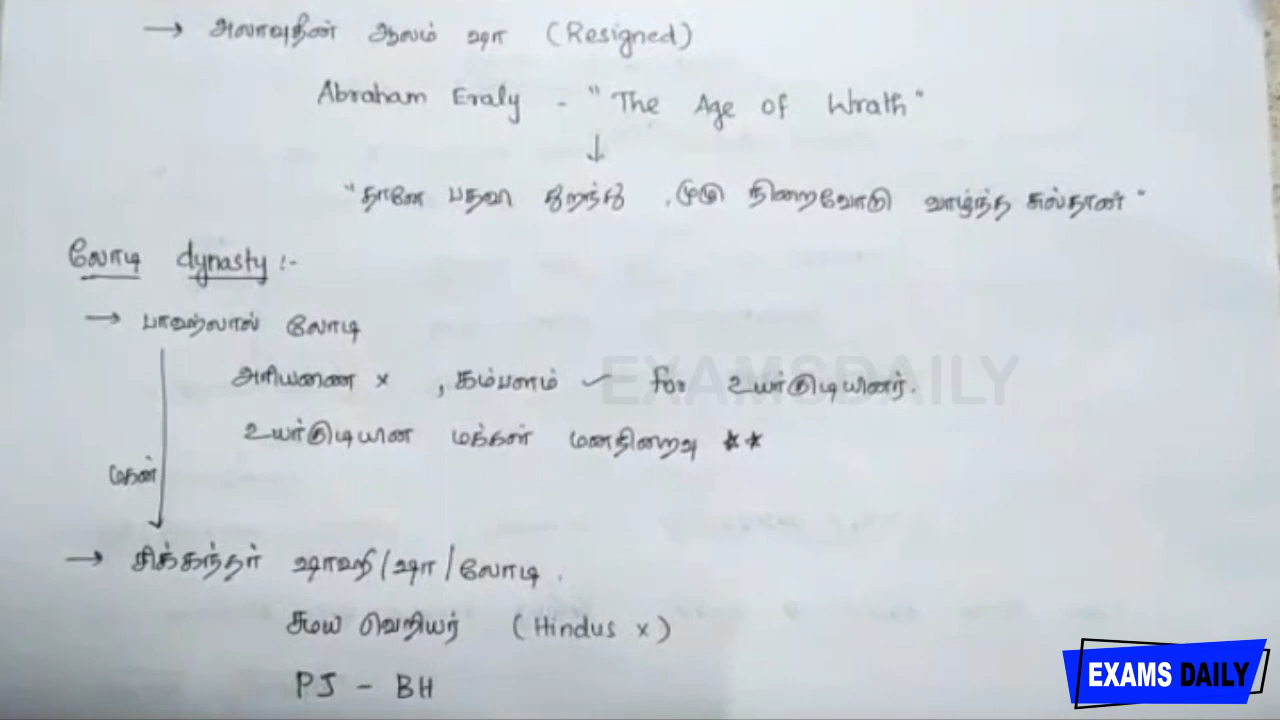 → அலாவுதீன் ஆலம் ஷா (Resigned)
Abraham Eraly - "The Age of Wrath"
↓
"தானே பதவி துறந்து, முழு நிறைவோடு வாழ்ந்த சுல்தான்"
லோடி dynasty :-
→ பாஹ்லால் லோடி
அரியணை x , கம்பளம் ✓ for உயர்குடியினர்.
உயர்குடியின மக்கள் மனநிறைவு **
மகன்
→ சிக்கந்தர் ஷாஹி/ஷா/லோடி.
சமய வெறியர் (Hindus x)
PJ - BH
EXAMSDAILY
EXAMS DAILY